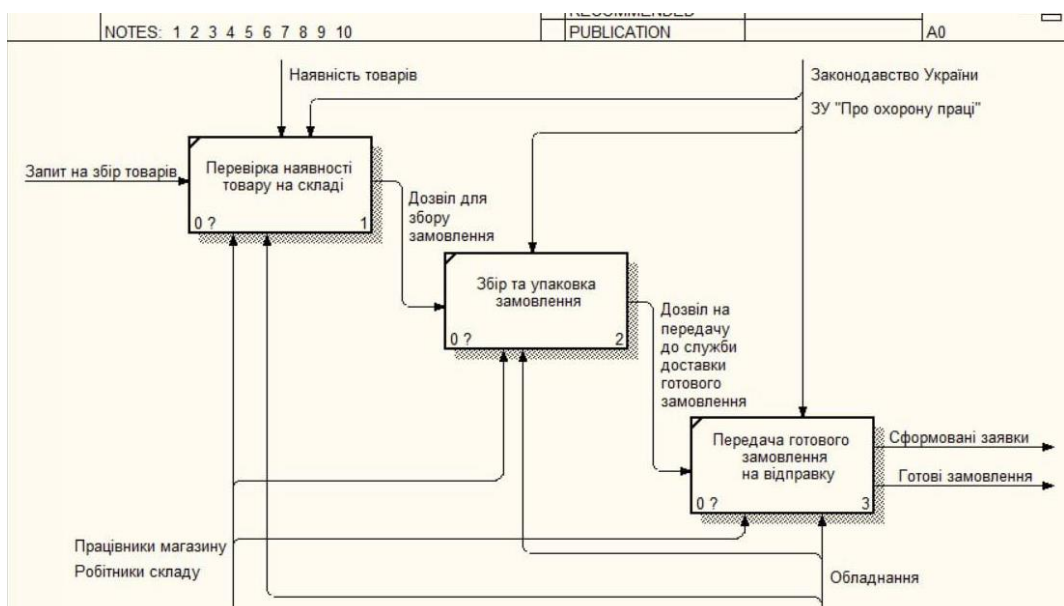 RECOMMENDED
NOTES: 1 2 3 4 5 6 7 8 9 10
PUBLICATION
A0
Наявність товарів
Законодавство України
ЗУ "Про охорону праці"
Запит на збір товарів
Перевірка наявності
товару на складі
0 ?
1
Дозвіл для
збору
замовлення
Збір та упаковка
замовлення
0 ?
2
Дозвіл на
передачу
до служби
доставки
готового
замовлення
Передача готового
замовлення
на відправку
0 ?
3
Сформовані заявки
Готові замовлення
Працівники магазину
Робітники складу
Обладнання